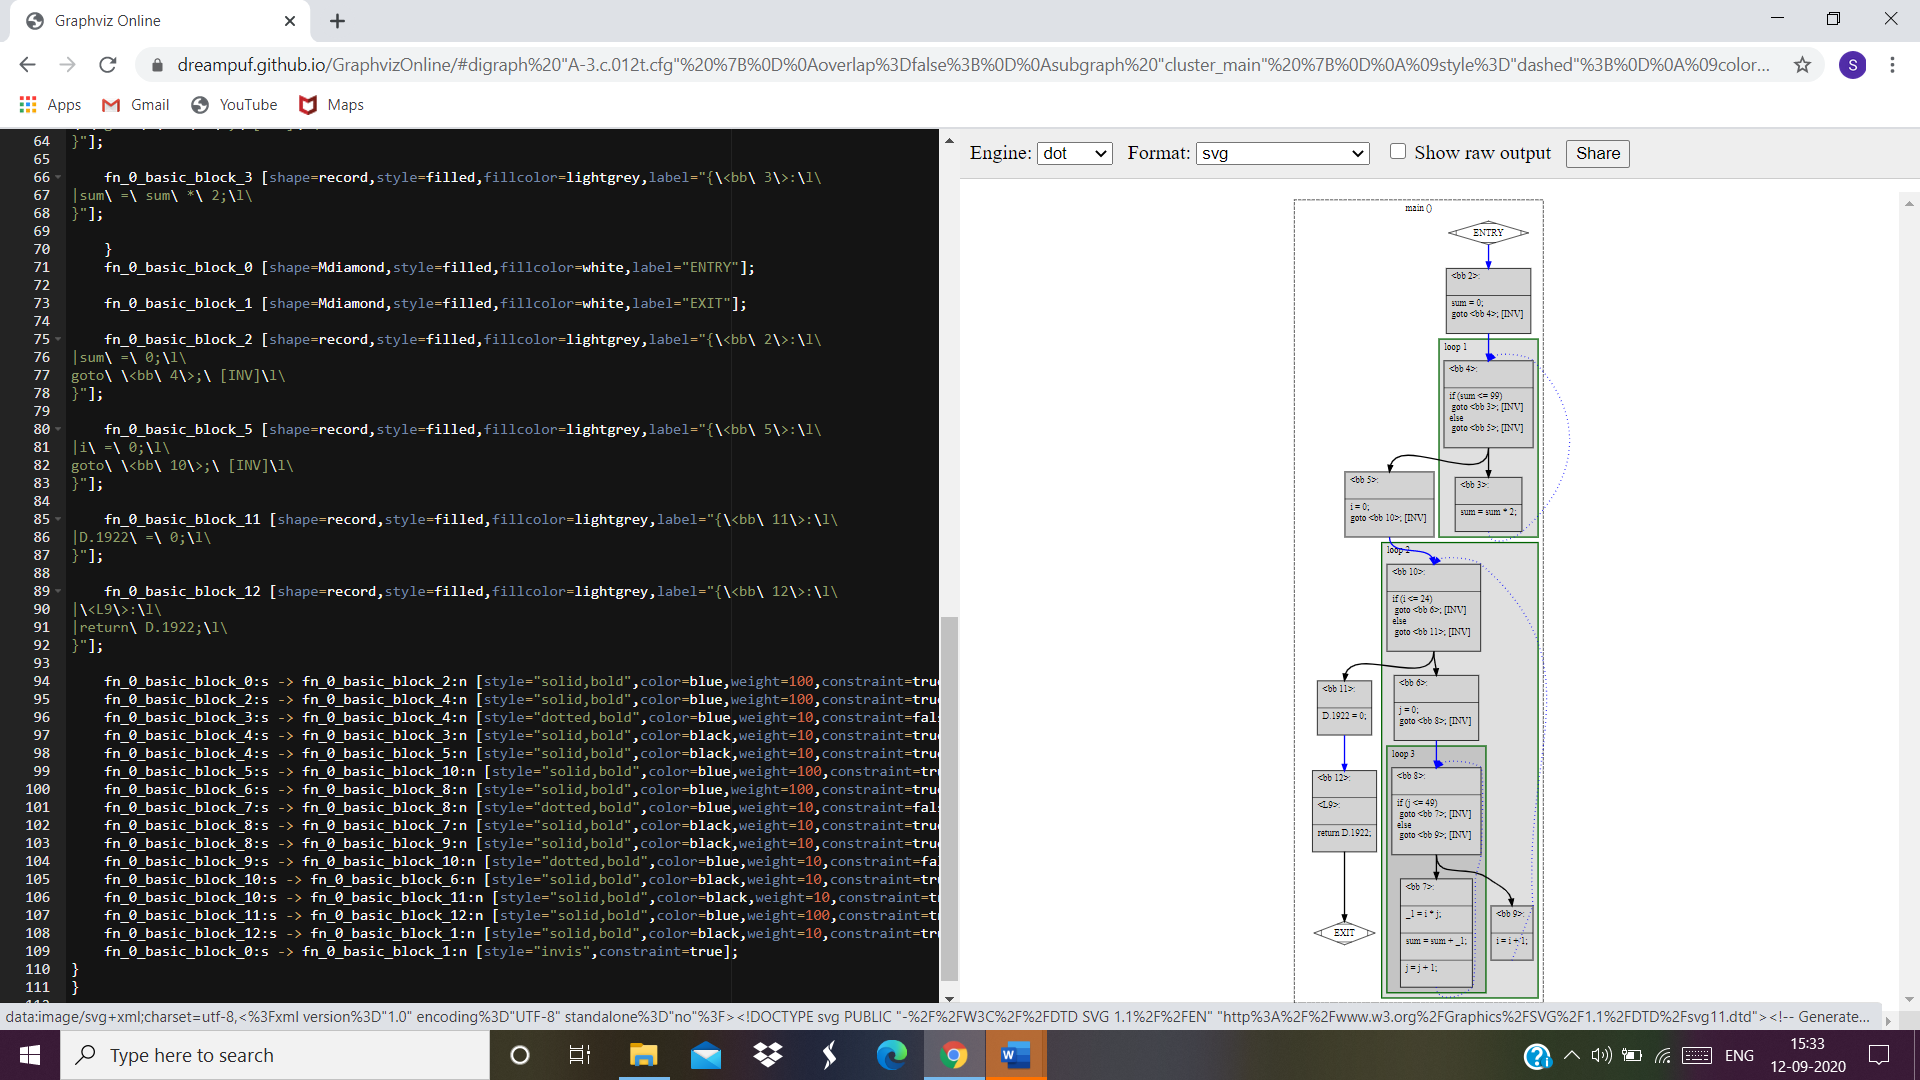 Graphviz Online
dreampuf.github.io/GraphvizOnline/#digraph%20"A-3.c.012t.cfg"%20%7B%0D%0Aoverlap%3Dfalse%3B%0D%0Asubgraph%20"cluster_main"%20%7B%0D%0A%09style%3D"dashed"%3B%0D%0A%09color...
S
Apps Gmail YouTube Maps
64 }"];
65
66 fn_0_basic_block_3 [shape=record,style=filled,fillcolor=lightgrey,label="{\<bb\ 3\>:\l\
67 |sum\ =\ sum\ *\ 2;\l\
68 }"];
69
70 }
71 fn_0_basic_block_0 [shape=Mdiamond,style=filled,fillcolor=white,label="ENTRY"];
72
73 fn_0_basic_block_1 [shape=Mdiamond,style=filled,fillcolor=white,label="EXIT"];
74
75 fn_0_basic_block_2 [shape=record,style=filled,fillcolor=lightgrey,label="{\<bb\ 2\>:\l\
76 |sum\ =\ 0;\l\
77 goto\ \<bb\ 4\>;\ [INV]\l\
78 }"];
79
80 fn_0_basic_block_5 [shape=record,style=filled,fillcolor=lightgrey,label="{\<bb\ 5\>:\l\
81 |i\ =\ 0;\l\
82 goto\ \<bb\ 10\>;\ [INV]\l\
83 }"];
84
85 fn_0_basic_block_11 [shape=record,style=filled,fillcolor=lightgrey,label="{\<bb\ 11\>:\l\
86 |D.1922\ =\ 0;\l\
87 }"];
88
89 fn_0_basic_block_12 [shape=record,style=filled,fillcolor=lightgrey,label="{\<bb\ 12\>:\l\
90 |\<L9\>:\l\
91 |return\ D.1922;\l\
92 }"];
93
94 fn_0_basic_block_0:s -> fn_0_basic_block_2:n [style="solid,bold",color=blue,weight=100,constraint=tru
95 fn_0_basic_block_2:s -> fn_0_basic_block_4:n [style="solid,bold",color=blue,weight=100,constraint=tru
96 fn_0_basic_block_3:s -> fn_0_basic_block_4:n [style="dotted,bold",color=blue,weight=10,constraint=fal
97 fn_0_basic_block_4:s -> fn_0_basic_block_3:n [style="solid,bold",color=black,weight=10,constraint=tru
98 fn_0_basic_block_4:s -> fn_0_basic_block_5:n [style="solid,bold",color=black,weight=10,constraint=tru
99 fn_0_basic_block_5:s -> fn_0_basic_block_10:n [style="solid,bold",color=blue,weight=100,constraint=tr
100 fn_0_basic_block_6:s -> fn_0_basic_block_8:n [style="solid,bold",color=blue,weight=100,constraint=tru
101 fn_0_basic_block_7:s -> fn_0_basic_block_8:n [style="dotted,bold",color=blue,weight=10,constraint=fal
102 fn_0_basic_block_8:s -> fn_0_basic_block_7:n [style="solid,bold",color=black,weight=10,constraint=tru
103 fn_0_basic_block_8:s -> fn_0_basic_block_9:n [style="solid,bold",color=black,weight=10,constraint=tru
104 fn_0_basic_block_9:s -> fn_0_basic_block_10:n [style="dotted,bold",color=blue,weight=10,constraint=fa
105 fn_0_basic_block_10:s -> fn_0_basic_block_6:n [style="solid,bold",color=black,weight=10,constraint=tr
106 fn_0_basic_block_10:s -> fn_0_basic_block_11:n [style="solid,bold",color=black,weight=10,constraint=t
107 fn_0_basic_block_11:s -> fn_0_basic_block_12:n [style="solid,bold",color=blue,weight=100,constraint=t
108 fn_0_basic_block_12:s -> fn_0_basic_block_1:n [style="solid,bold",color=black,weight=10,constraint=tr
109 fn_0_basic_block_0:s -> fn_0_basic_block_1:n [style="invis",constraint=true];
110 }
111 }
Engine: dot Format: svg Show raw output Share
main ()
ENTRY
<bb 2>:
sum = 0;
goto <bb 4>; [INV]
loop 1
<bb 4>:
if (sum <= 99)
goto <bb 3>; [INV]
else
goto <bb 5>; [INV]
<bb 5>:
i = 0;
goto <bb 10>; [INV]
<bb 3>:
sum = sum * 2;
loop 2
<bb 10>:
if (i <= 24)
goto <bb 6>; [INV]
else
goto <bb 11>; [INV]
<bb 11>:
D.1922 = 0;
<bb 6>:
j = 0;
goto <bb 8>; [INV]
loop 3
<bb 12>:
<L9>:
return D.1922;
<bb 8>:
if (j <= 49)
goto <bb 7>; [INV]
else
goto <bb 9>; [INV]
<bb 7>:
_1 = i * j;
sum = sum + _1;
j = j + 1;
<bb 9>:
i = i + 1;
EXIT
data:image/svg+xml;charset=utf-8,<%3Fxml version%3D"1.0" encoding%3D"UTF-8" standalone%3D"no"%3F><!DOCTYPE svg PUBLIC "-%2F%2FW3C%2F%2FDTD SVG 1.1%2F%2FEN" "http%3A%2F%2Fwww.w3.org%2FGraphics%2FSVG%2F1.1%2FDTD%2Fsvg11.dtd"><!-- Generate...
Type here to search
ENG
15:33
12-09-2020